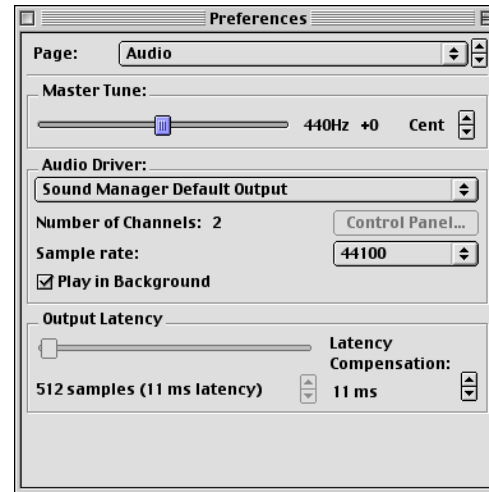 Preferences
Page: Audio
Master Tune:
440Hz +0 Cent
Audio Driver:
Sound Manager Default Output
Number of Channels: 2 Control Panel...
Sample rate: 44100
Play in Background
Output Latency
Latency
Compensation:
512 samples (11 ms latency) 11 ms